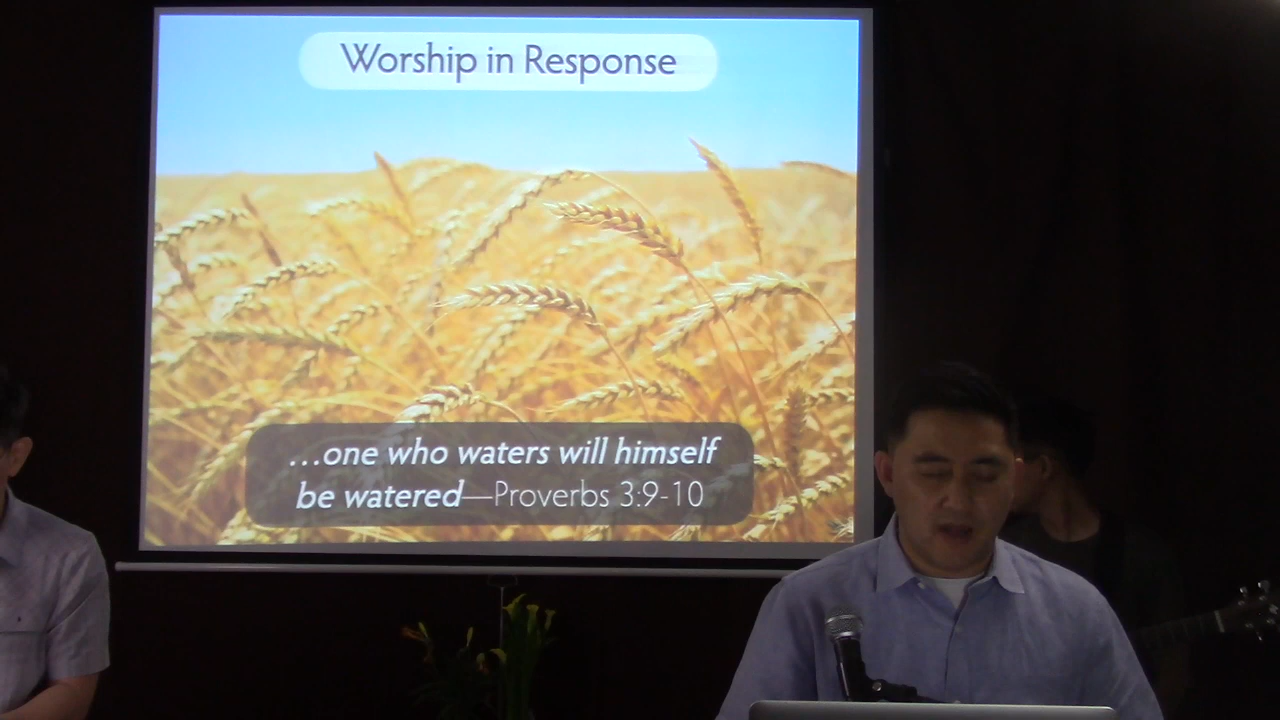 Worship in Response
…one who waters will himself
be watered—Proverbs 3:9-10